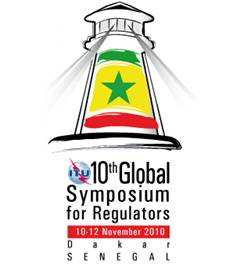 ITU 10th Global
Symposium
for Regulators
10-12 November 2010
Dakar
SENEGAL